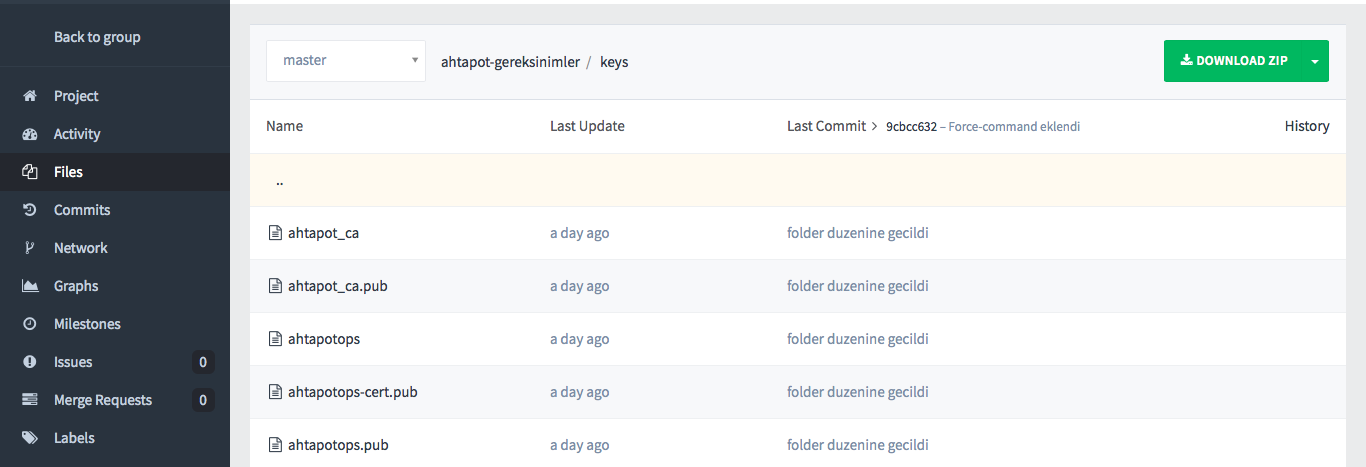 Back to group
Project
Activity
Files
Commits
Network
Graphs
Milestones
Issues 0
Merge Requests 0
Labels
master ahtapot-gereksinimler / keys DOWNLOAD ZIP
Name Last Update Last Commit > 9cbcc632 – Force-command eklendi History
..
ahtapot_ca a day ago folder duzenine gecildi
ahtapot_ca.pub a day ago folder duzenine gecildi
ahtapotops a day ago folder duzenine gecildi
ahtapotops-cert.pub a day ago folder duzenine gecildi
ahtapotops.pub a day ago folder duzenine gecildi